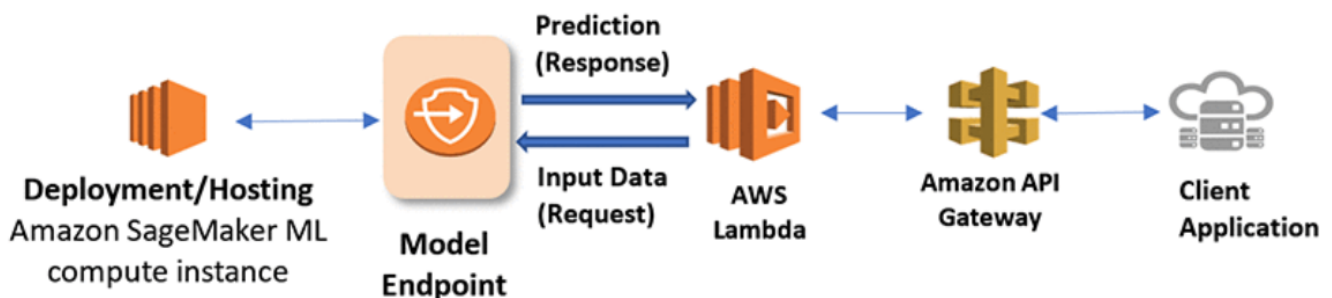 Prediction
(Response)
Input Data
(Request)
Deployment/Hosting
Amazon SageMaker ML
compute instance
Model
Endpoint
AWS
Lambda
Amazon API
Gateway
Client
Application